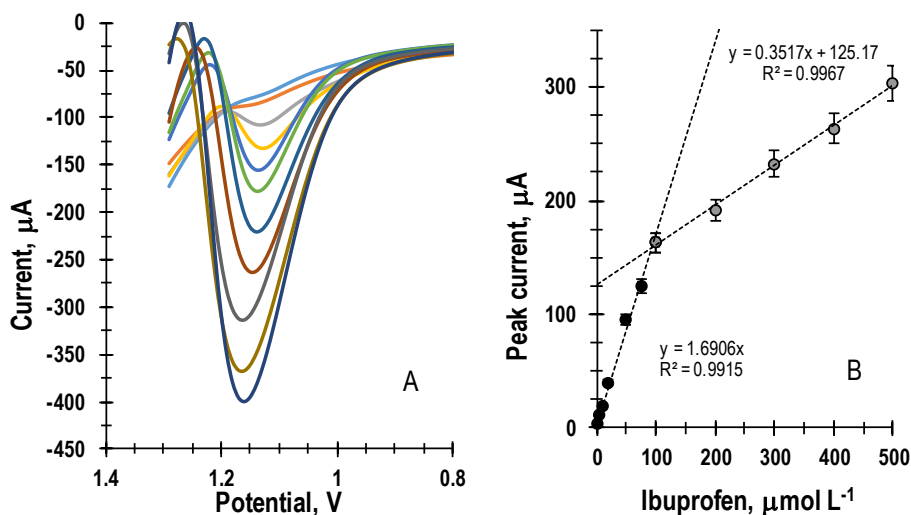 0
-50
-100
-150
-200
-250
-300
-350
-400
-450
Current, μA
1.4
1.2
1
0.8
Potential, V
A
300
200
100
0
Peak current, μA
y = 0.3517x + 125.17
R² = 0.9967
y = 1.6906x
R² = 0.9915
B
0
100
200
300
400
500
Ibuprofen, μmol L⁻¹